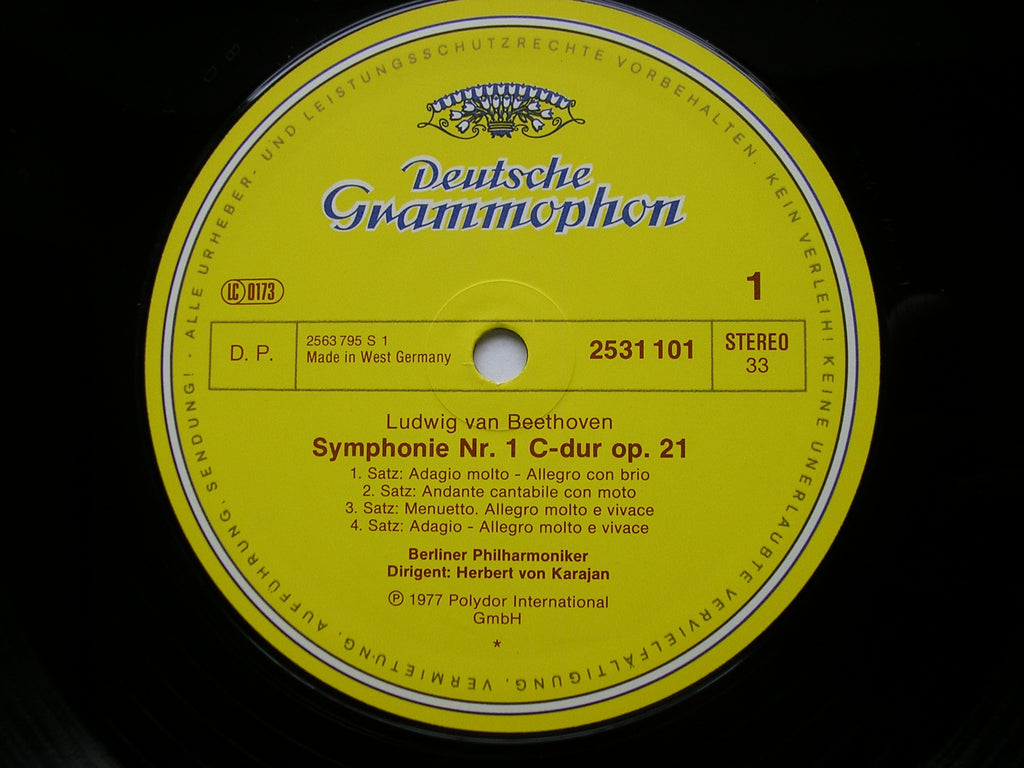 ALLE URHEBER- UND LEISTUNGSSCHUTZRECHTE VORBEHALTEN. KEIN VERLEIH! KEINE UNERLAUBTE VERVIELFÄLTIGUNG, VERMIETUNG, AUFFÜHRUNG, SENDUNG! ·
Deutsche
Grammophon
LC 0173
1
D. P.
2563 795 S 1
Made in West Germany
2531 101
STEREO
33
Ludwig van Beethoven
Symphonie Nr. 1 C-dur op. 21
1. Satz: Adagio molto - Allegro con brio
2. Satz: Andante cantabile con moto
3. Satz: Menuetto. Allegro molto e vivace
4. Satz: Adagio - Allegro molto e vivace
Berliner Philharmoniker
Dirigent: Herbert von Karajan
℗ 1977 Polydor International
GmbH
*